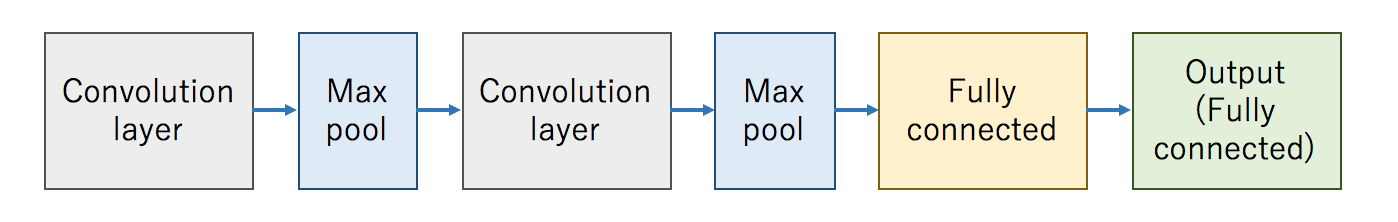 Convolution
layer
Max
pool
Convolution
layer
Max
pool
Fully
connected
Output
(Fully
connected)